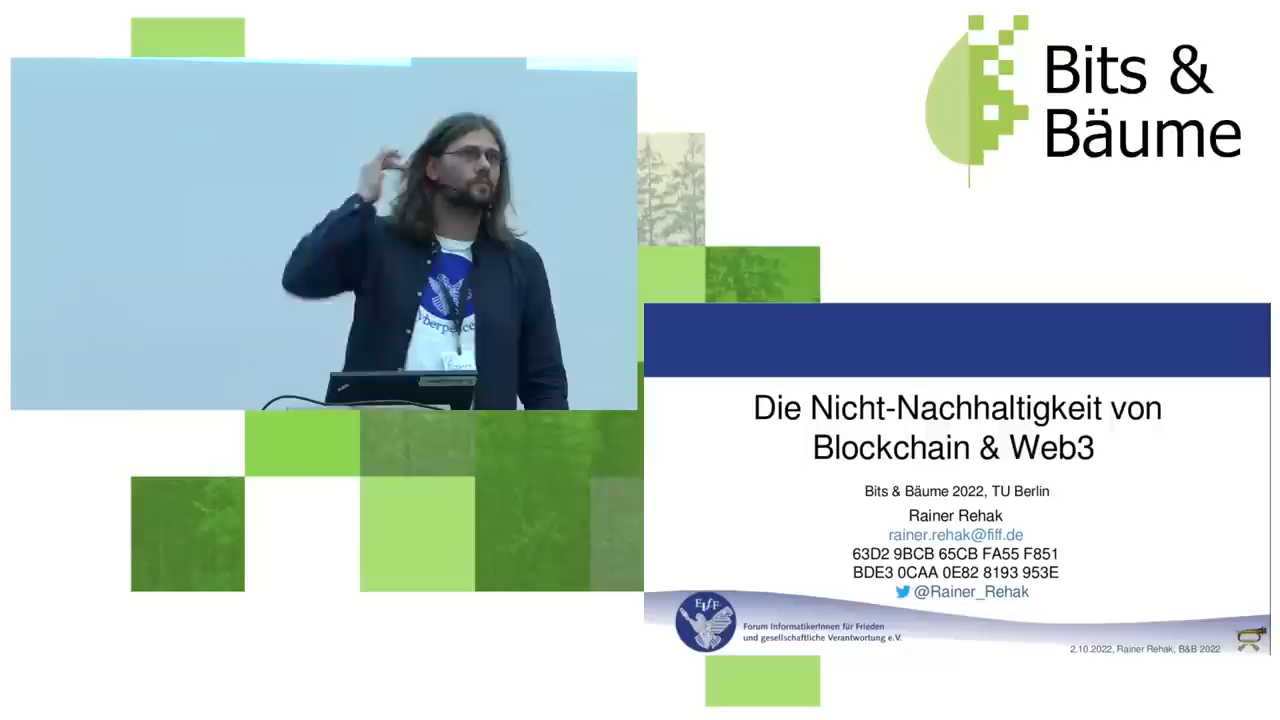 Bits &
Bäume
yberpeace
Die Nicht-Nachhaltigkeit von
Blockchain & Web3
Bits & Bäume 2022, TU Berlin
Rainer Rehak
rainer.rehak@fiff.de
63D2 9BCB 65CB FA55 F851
BDE3 0CAA 0E82 8193 953E
@Rainer_Rehak
FIfF
Forum InformatikerInnen für Frieden
und gesellschaftliche Verantwortung e.V.
2.10.2022, Rainer Rehak, B&B 2022